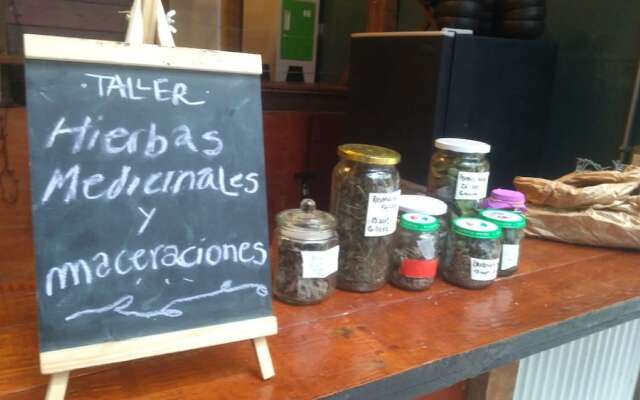 TALLER
Hierbas
Medicinales
y
maceraciones